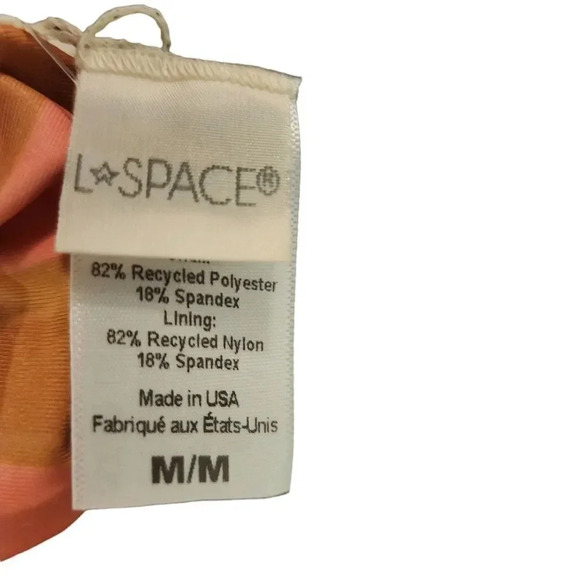 L☆SPACE®
82% Recycled Polyester
18% Spandex
Lining:
82% Recycled Nylon
18% Spandex
Made in USA
Fabriqué aux États-Unis
M/M